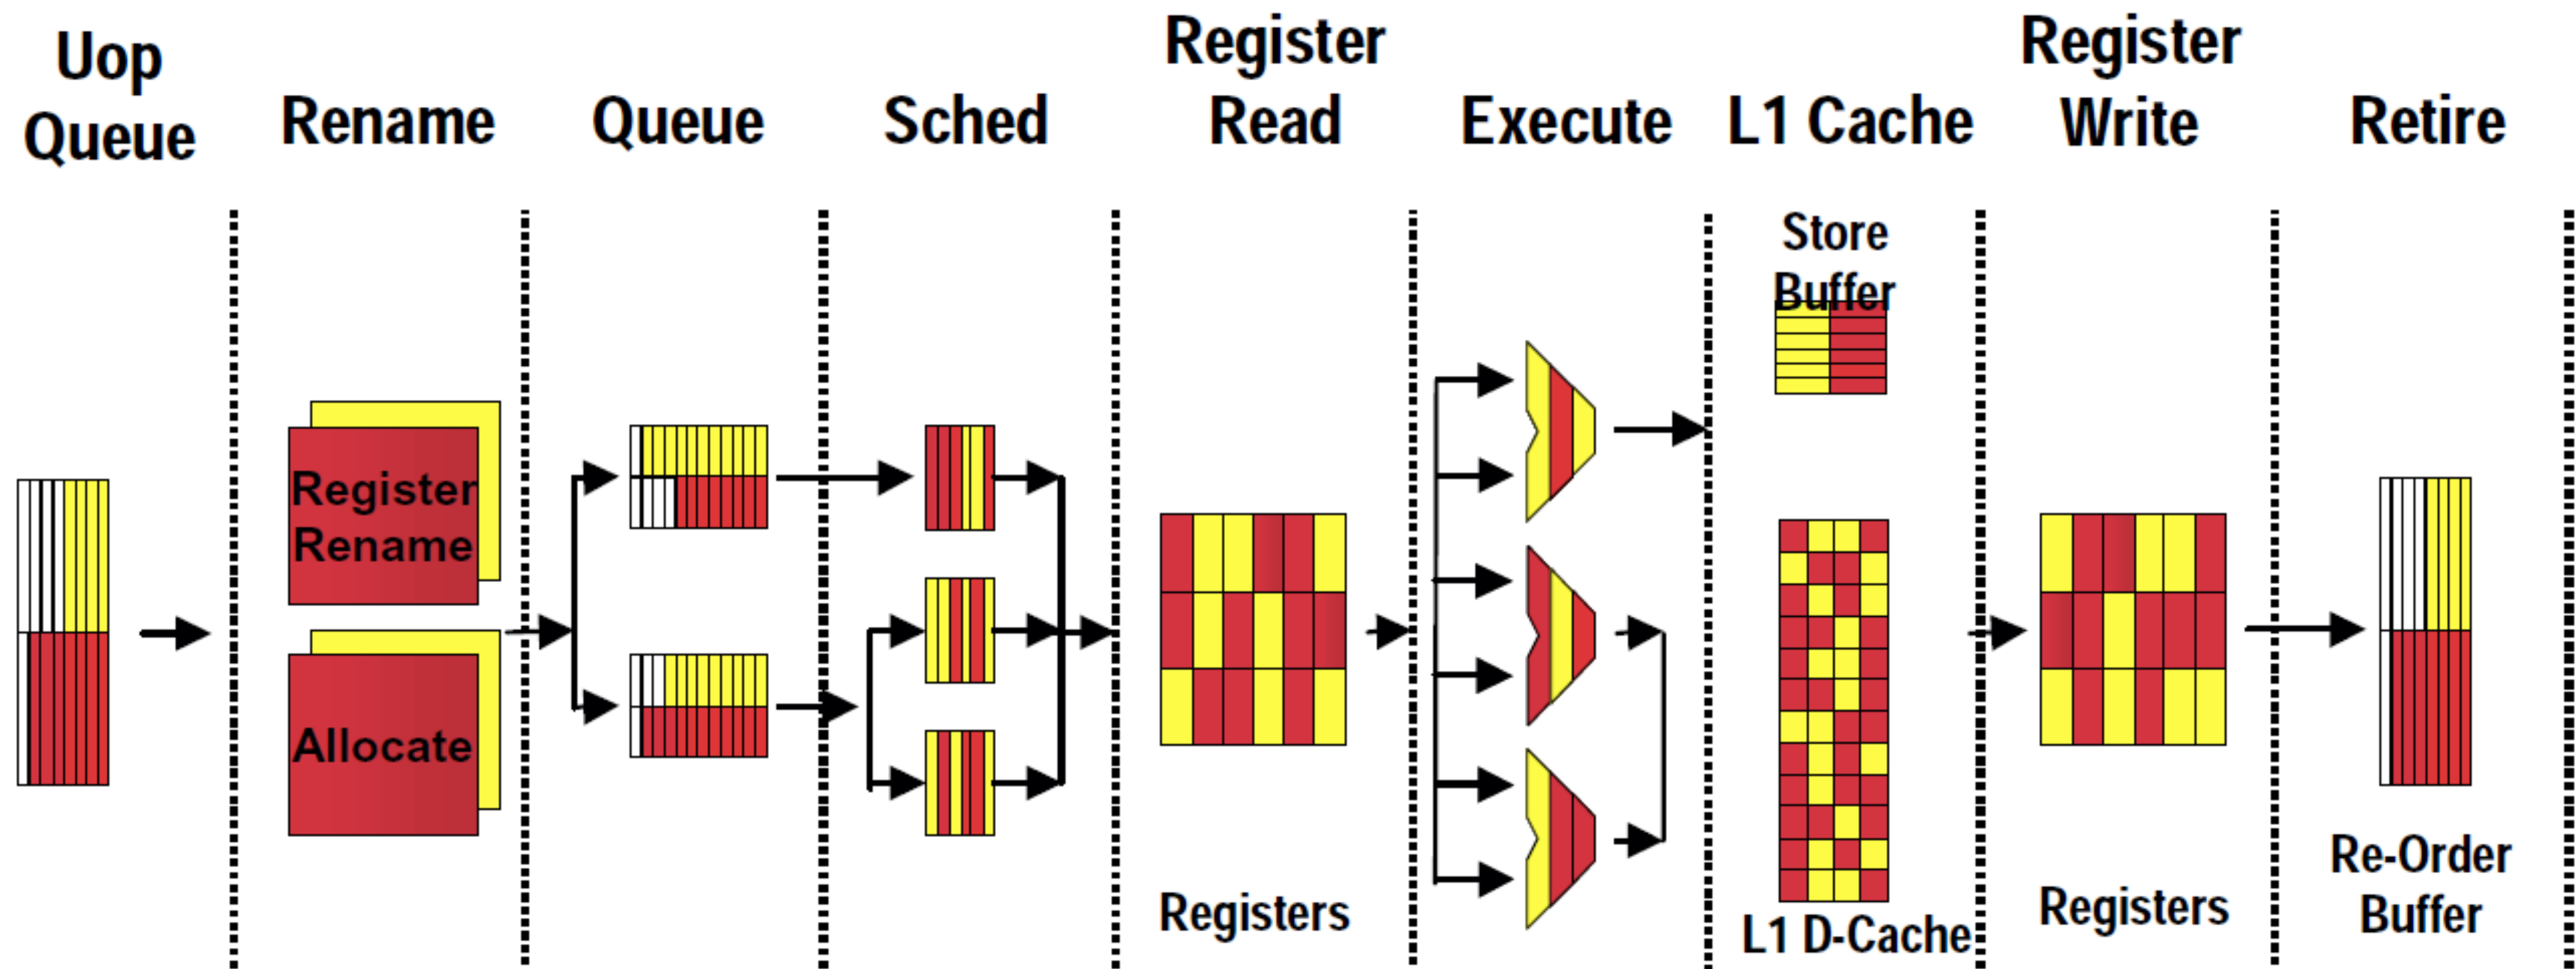 Uop
Queue
Rename
Queue
Sched
Register
Read
Execute
L1 Cache
Register
Write
Retire
Register
Rename
Allocate
Registers
Store
Buffer
L1 D-Cache
Registers
Re-Order
Buffer